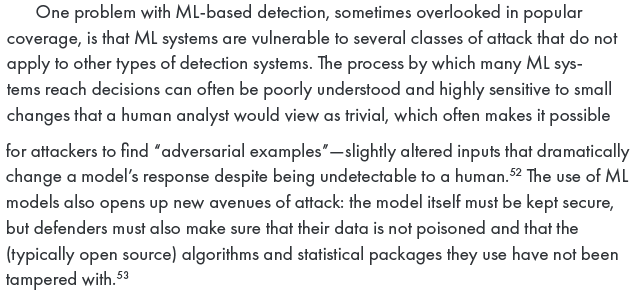 One problem with ML-based detection, sometimes overlooked in popular
coverage, is that ML systems are vulnerable to several classes of attack that do not
apply to other types of detection systems. The process by which many ML sys-
tems reach decisions can often be poorly understood and highly sensitive to small
changes that a human analyst would view as trivial, which often makes it possible
for attackers to find “adversarial examples”—slightly altered inputs that dramatically
change a model’s response despite being undetectable to a human.52 The use of ML
models also opens up new avenues of attack: the model itself must be kept secure,
but defenders must also make sure that their data is not poisoned and that the
(typically open source) algorithms and statistical packages they use have not been
tampered with.53